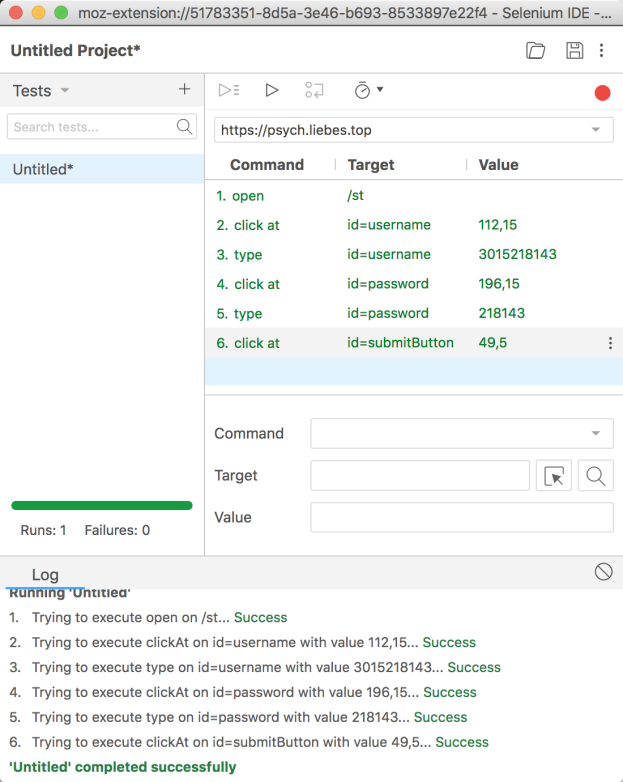 moz-extension://51783351-8d5a-3e46-b693-8533897e22f4 - Selenium IDE -...
Untitled Project*
Tests
Search tests...
Untitled*
Runs: 1 Failures: 0
https://psych.liebes.top
Command Target Value
1. open /st
2. click at id=username 112,15
3. type id=username 3015218143
4. click at id=password 196,15
5. type id=password 218143
6. click at id=submitButton 49,5
Command
Target
Value
Log
Running 'Untitled'
1. Trying to execute open on /st... Success
2. Trying to execute clickAt on id=username with value 112,15... Success
3. Trying to execute type on id=username with value 3015218143... Success
4. Trying to execute clickAt on id=password with value 196,15... Success
5. Trying to execute type on id=password with value 218143... Success
6. Trying to execute clickAt on id=submitButton with value 49,5... Success
'Untitled' completed successfully